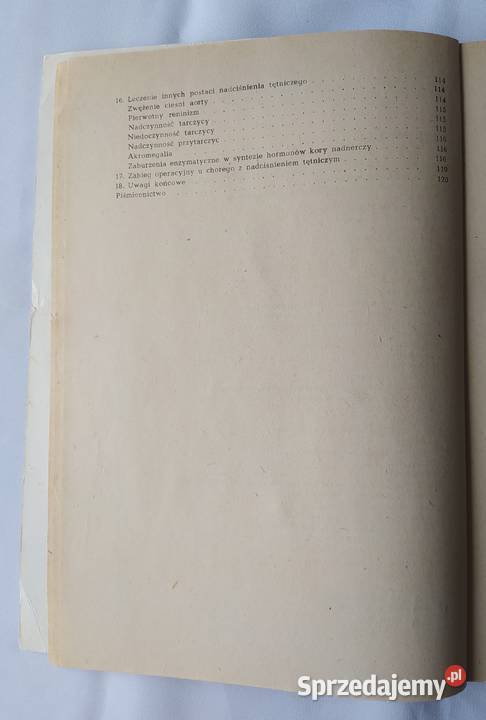 16. Leczenie innych postaci nadciśnienia tętniczego . . . . . . . . . 114
Zwężenie cieśni aorty . . . . . . . . . 114
Pierwotny reninizm . . . . . . . . . 114
Nadczynność tarczycy . . . . . . . . . 115
Niedoczynność tarczycy . . . . . . . . . 115
Nadczynność przytarczyc . . . . . . . . . 115
Akromegalia . . . . . . . . . 116
Zaburzenia enzymatyczne w syntezie hormonów kory nadnerczy . . . 116
17. Zabieg operacyjny u chorego z nadciśnieniem tętniczym . . . . . . 116
18. Uwagi końcowe . . . . . . . . . 119
Piśmiennictwo . . . . . . . . . 120
Sprzedajemy.pl